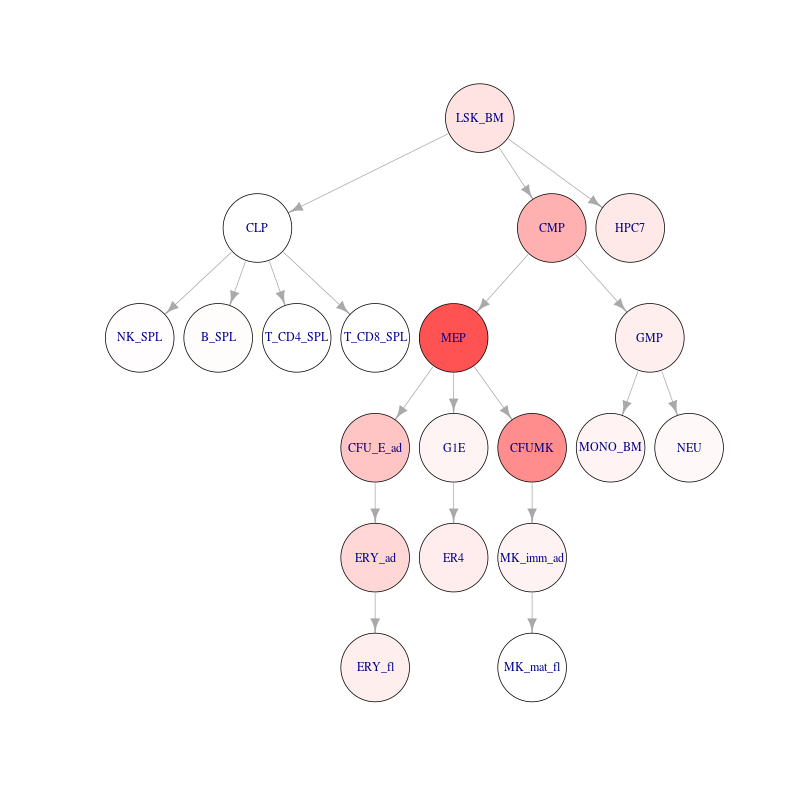 LSK_BM
CLP
CMP
HPC7
NK_SPL
B_SPL
T_CD4_SPL
T_CD8_SPL
MEP
GMP
CFU_E_ad
G1E
CFUMK
MONO_BM
NEU
ERY_ad
ER4
MK_imm_ad
ERY_fl
MK_mat_fl